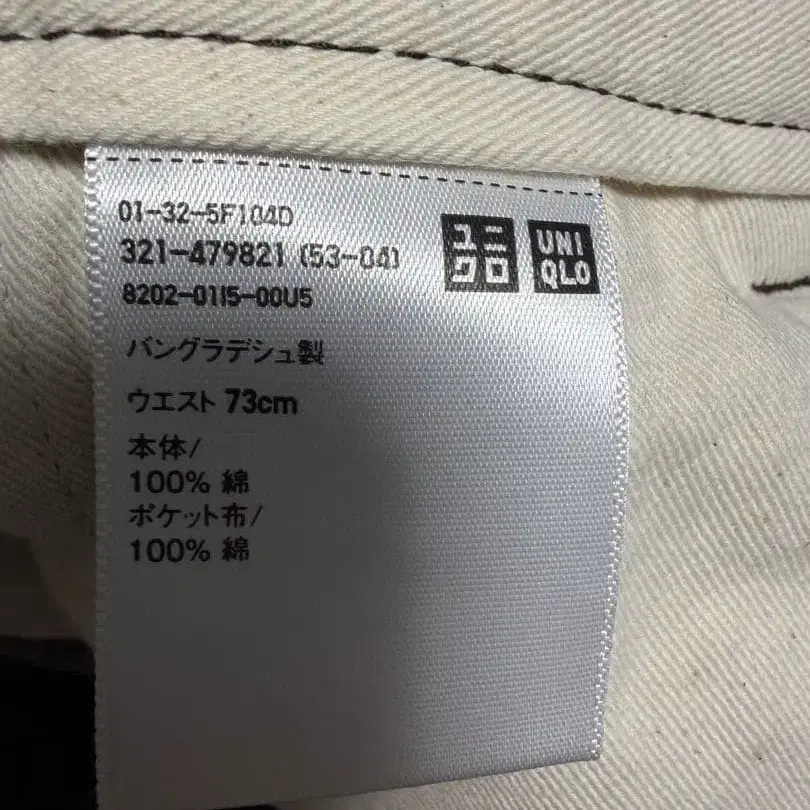 01-32-5F104D
321-479821 (53-04)
8202-0115-00U5
ユニ
クロ
UNI
QLO
バングラデシュ製
ウエスト 73cm
本体/
100% 綿
ポケット布/
100% 綿